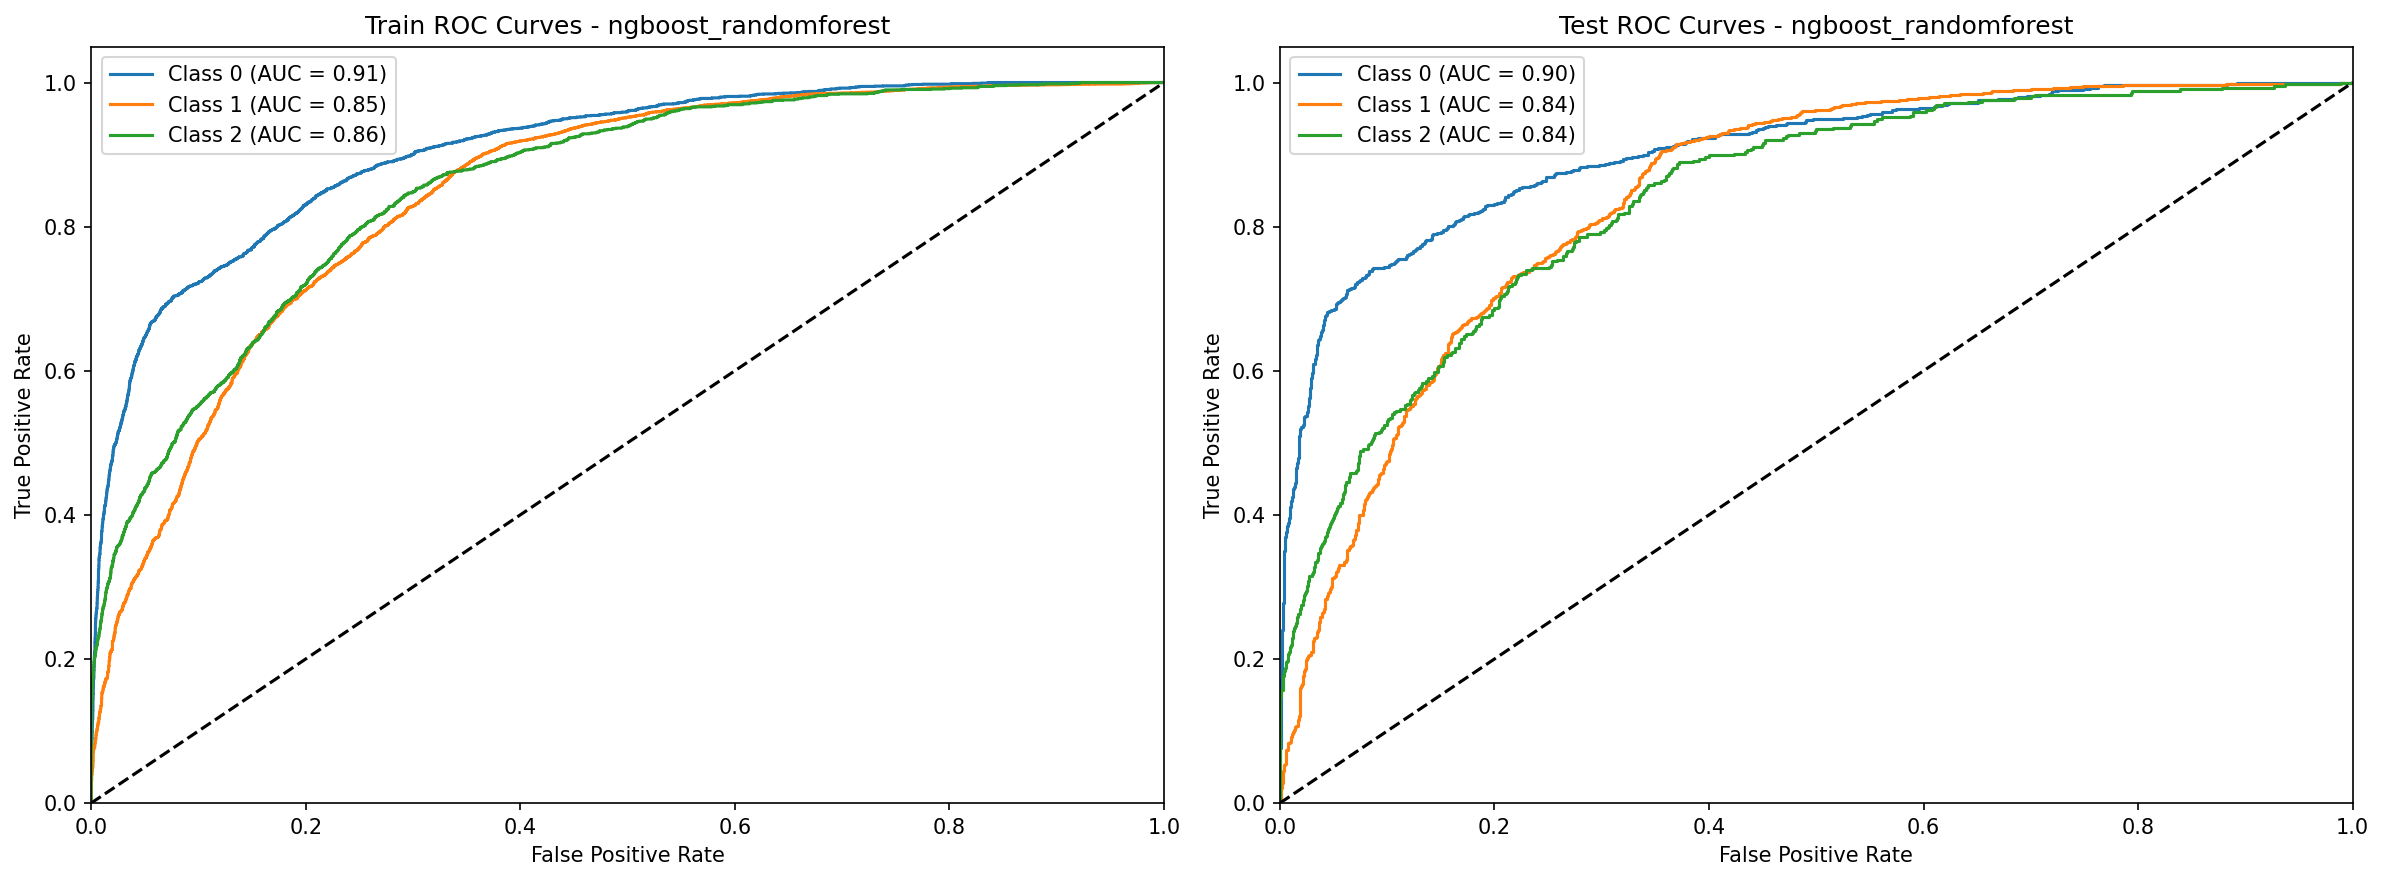 Train ROC Curves - ngboost_randomforest
Class 0 (AUC = 0.91)
Class 1 (AUC = 0.85)
Class 2 (AUC = 0.86)
True Positive Rate
1.0
0.8
0.6
0.4
0.2
0.0
0.0 0.2 0.4 0.6 0.8 1.0
False Positive Rate
Test ROC Curves - ngboost_randomforest
Class 0 (AUC = 0.90)
Class 1 (AUC = 0.84)
Class 2 (AUC = 0.84)
True Positive Rate
1.0
0.8
0.6
0.4
0.2
0.0
0.0 0.2 0.4 0.6 0.8 1.0
False Positive Rate